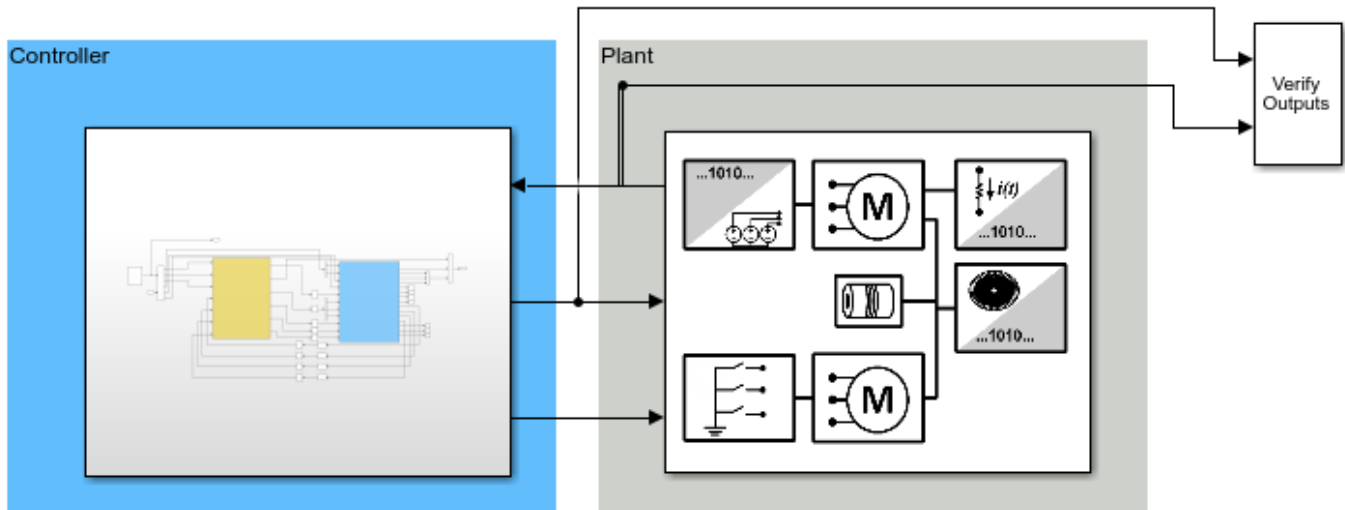 Controller
Plant
Verify
Outputs
...1010...
M
i(t)
...1010...
...1010...
M